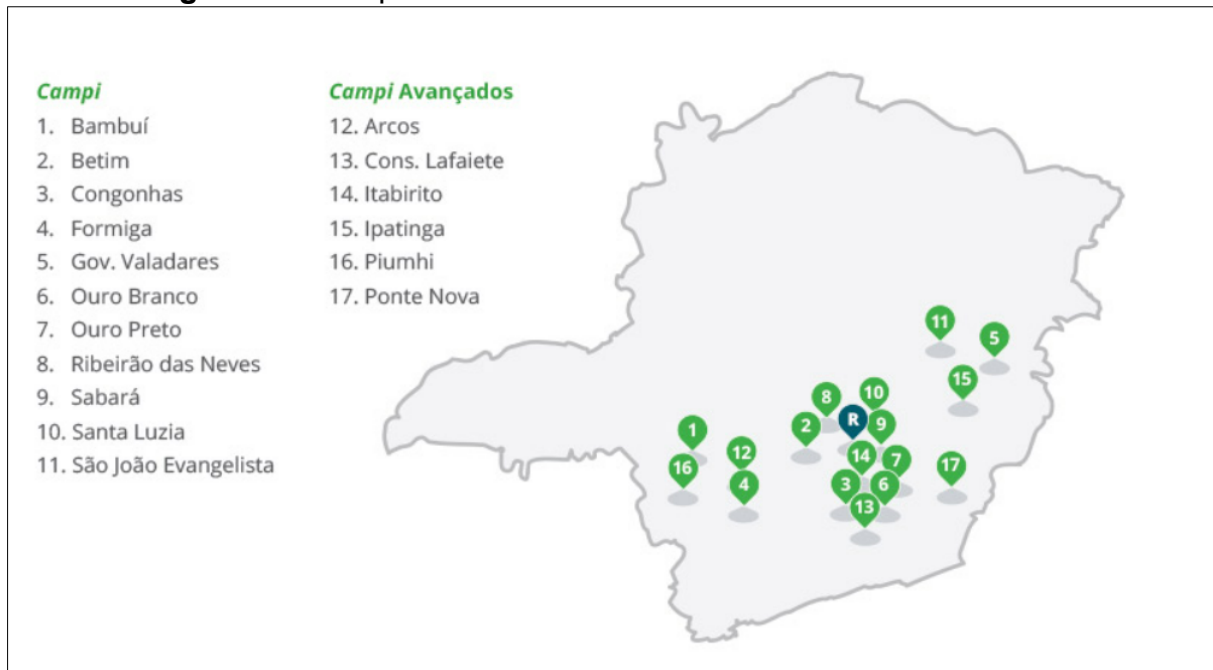 Campi
1. Bambuí
2. Betim
3. Congonhas
4. Formiga
5. Gov. Valadares
6. Ouro Branco
7. Ouro Preto
8. Ribeirão das Neves
9. Sabará
10. Santa Luzia
11. São João Evangelista
Campi Avançados
12. Arcos
13. Cons. Lafaiete
14. Itabirito
15. Ipatinga
16. Piumhi
17. Ponte Nova
11
5
15
8
10
R
2
9
1
12
14
7
16
4
3
6
17
13